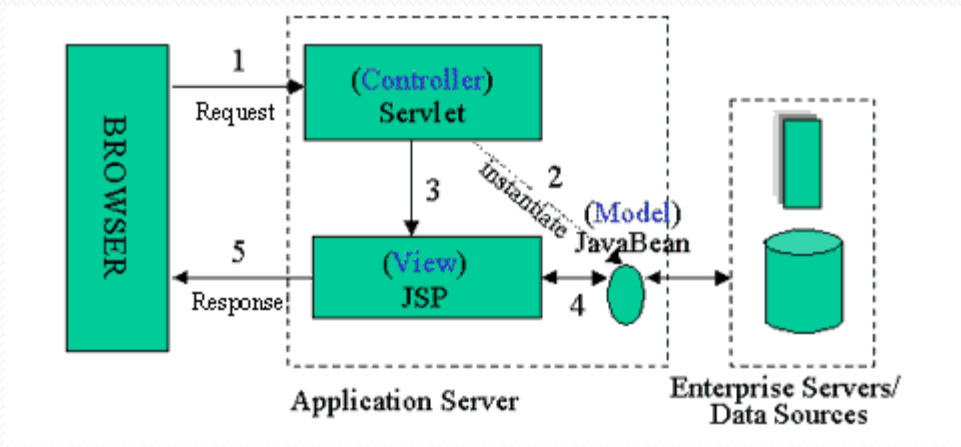 BROWSER
1
Request
(Controller)
Servlet
2
instantiate
3
(Model)
JavaBean
(View)
JSP
4
5
Response
Application Server
Enterprise Servers/
Data Sources